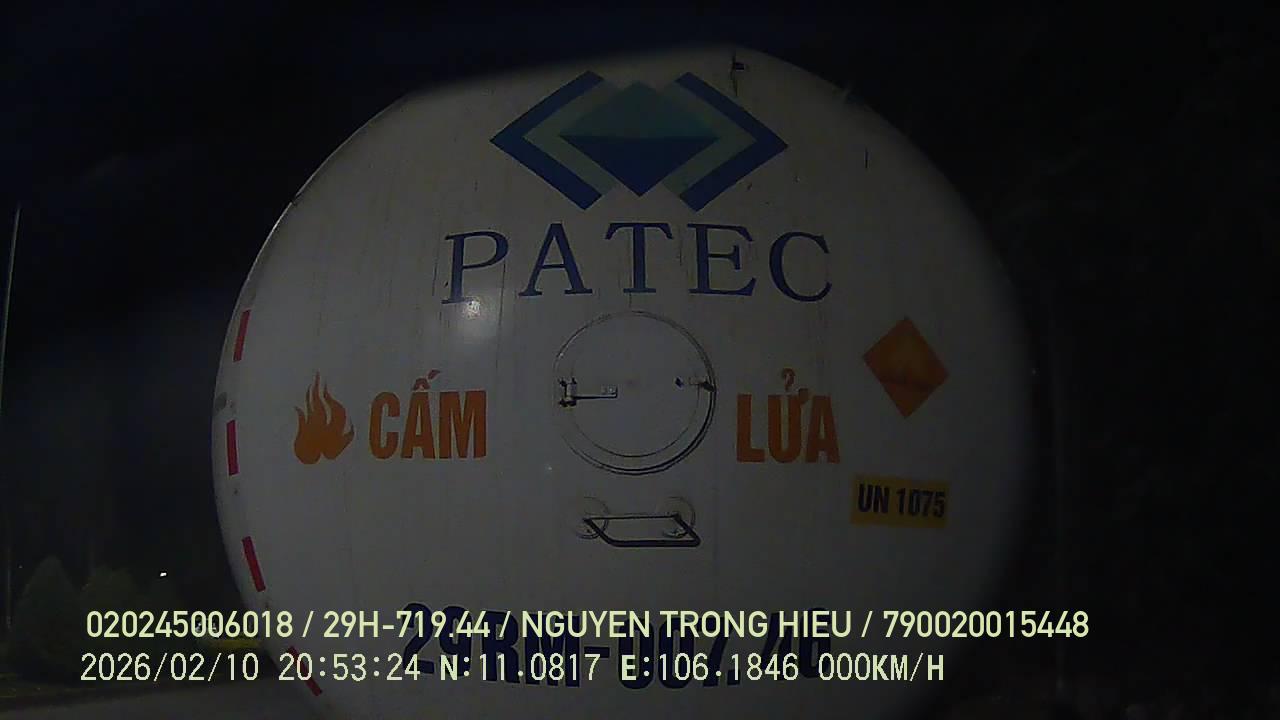 PATEC
CẤM LỬA
UN 1075
020245006018 / 29H-719.44 / NGUYEN TRONG HIEU / 790020015448
2026/02/10 20:53:24 N:11.0817 E:106.1846 000KM/H